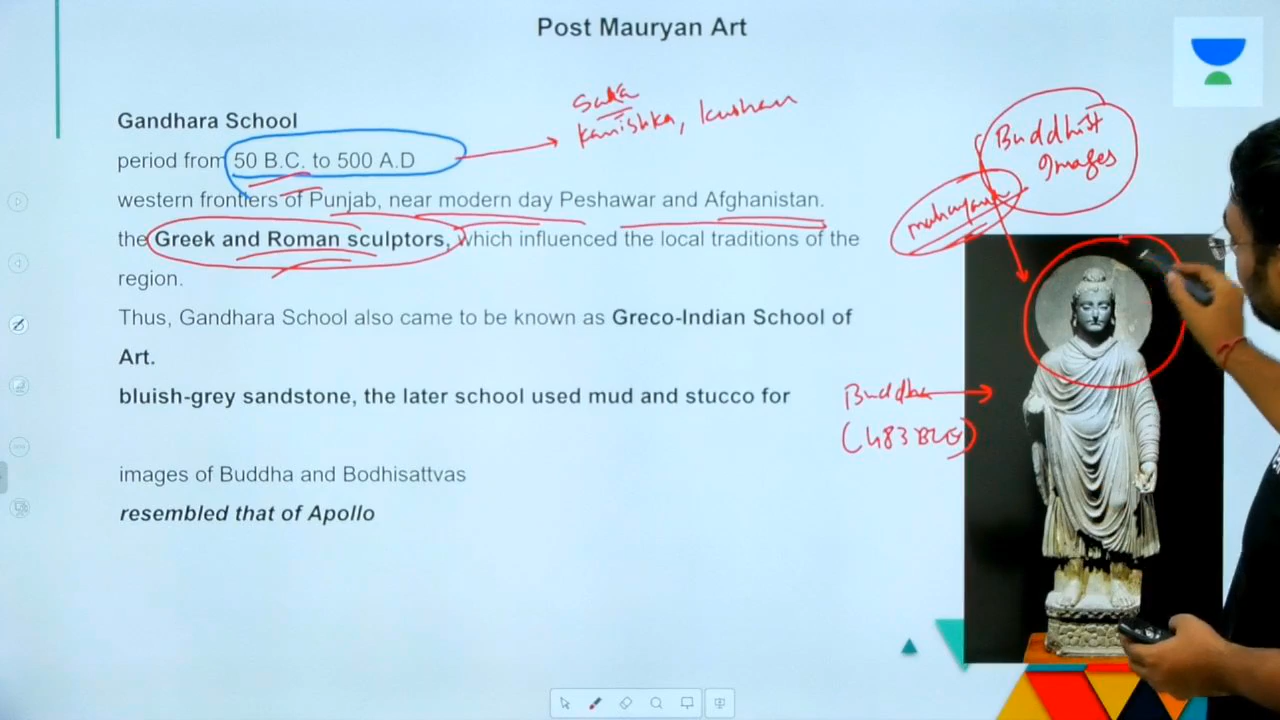 Post Mauryan Art
Gandhara School
period from 50 B.C. to 500 A.D
western frontiers of Punjab, near modern day Peshawar and Afghanistan.
the Greek and Roman sculptors, which influenced the local traditions of the
region.
Thus, Gandhara School also came to be known as Greco-Indian School of
Art.
bluish-grey sandstone, the later school used mud and stucco for
images of Buddha and Bodhisattvas
resembled that of Apollo
Saka
Kanishka, Kushan
Buddhist
Images
mahayana
Buddha
(483 BCE)